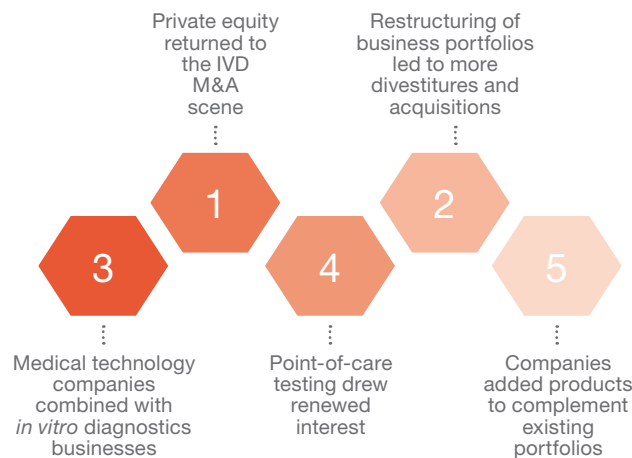 Private equity
returned to
the IVD
M&A
scene
Restructuring of
business portfolios
led to more
divestitures and
acquisitions
1
2
3
4
5
Medical technology
companies
combined with
in vitro diagnostics
businesses
Point-of-care
testing drew
renewed
interest
Companies
added products
to complement
existing
portfolios